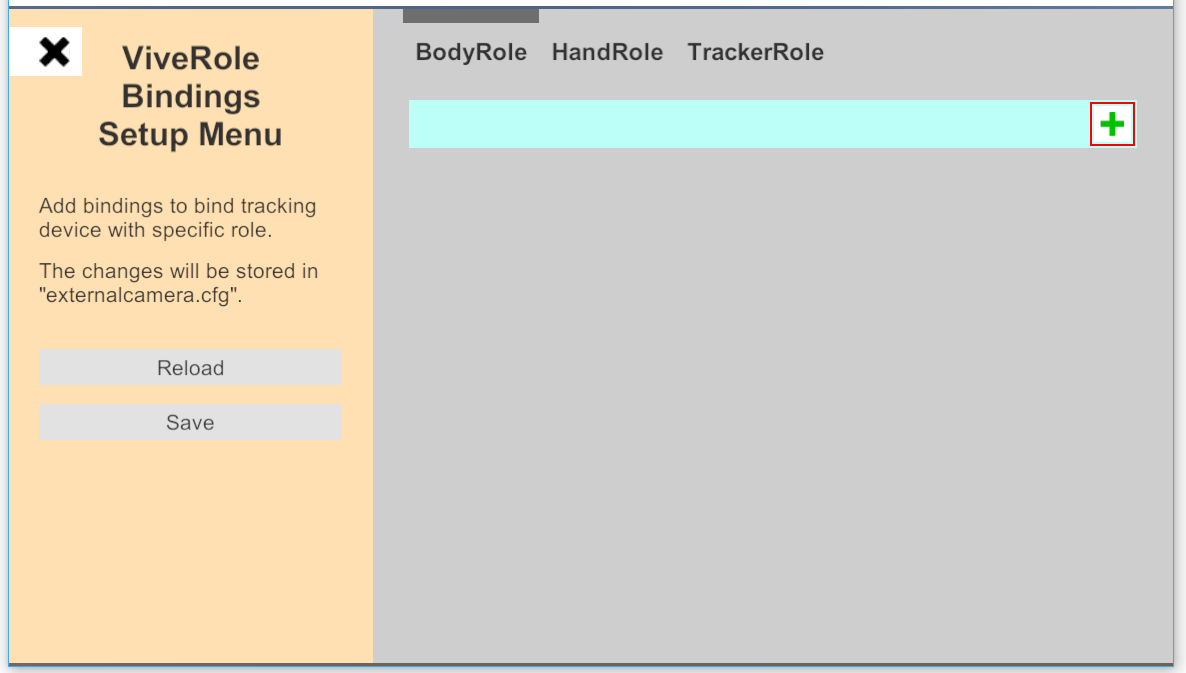 ViveRole
Bindings
Setup Menu
Add bindings to bind tracking
device with specific role.
The changes will be stored in
"externalcamera.cfg".
Reload
Save
BodyRole HandRole TrackerRole